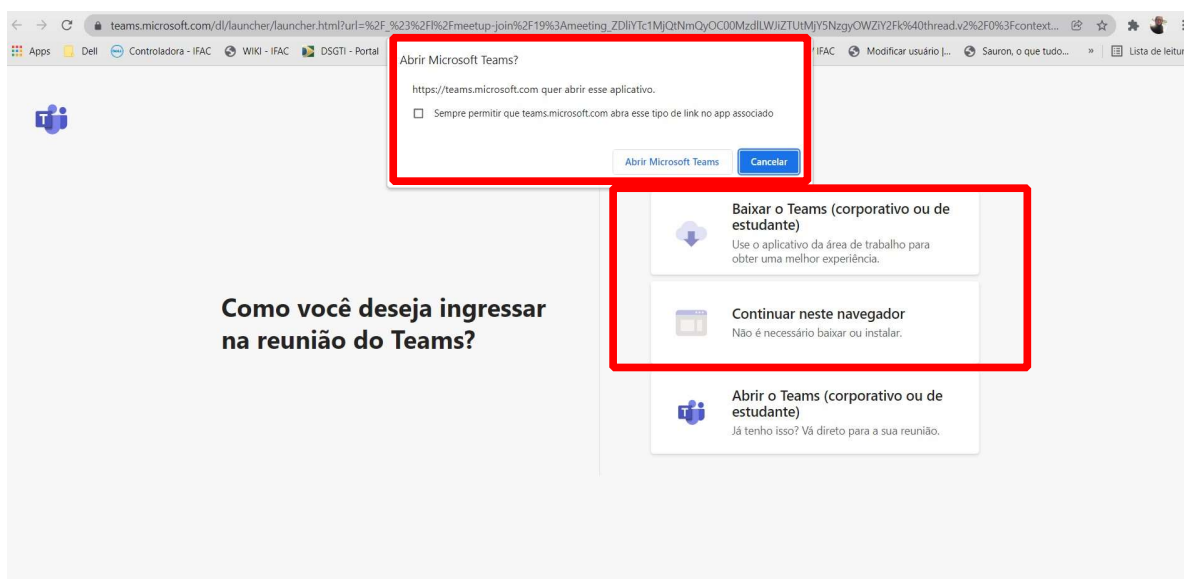 teams.microsoft.com/dl/launcher/launcher.html?url=%2F_%23%2Fl%2Fmeetup-join%2F19%3Ameeting_ZDliYTc1MjQtNmQyOC00MzdlLWJiZTUtMjY5NzgyOWZiY2Fk%40thread.v2%2F0%3Fcontext...
Apps Dell Controladora - IFAC WIKI - IFAC DSGTI - Portal IFAC Modificar usuário |... Sauron, o que tudo... » Lista de leitur
Abrir Microsoft Teams?
https://teams.microsoft.com quer abrir esse aplicativo.
Sempre permitir que teams.microsoft.com abra esse tipo de link no app associado
Abrir Microsoft Teams Cancelar
Como você deseja ingressar
na reunião do Teams?
Baixar o Teams (corporativo ou de
estudante)
Use o aplicativo da área de trabalho para
obter uma melhor experiência.
Continuar neste navegador
Não é necessário baixar ou instalar.
Abrir o Teams (corporativo ou de
estudante)
Já tenho isso? Vá direto para a sua reunião.